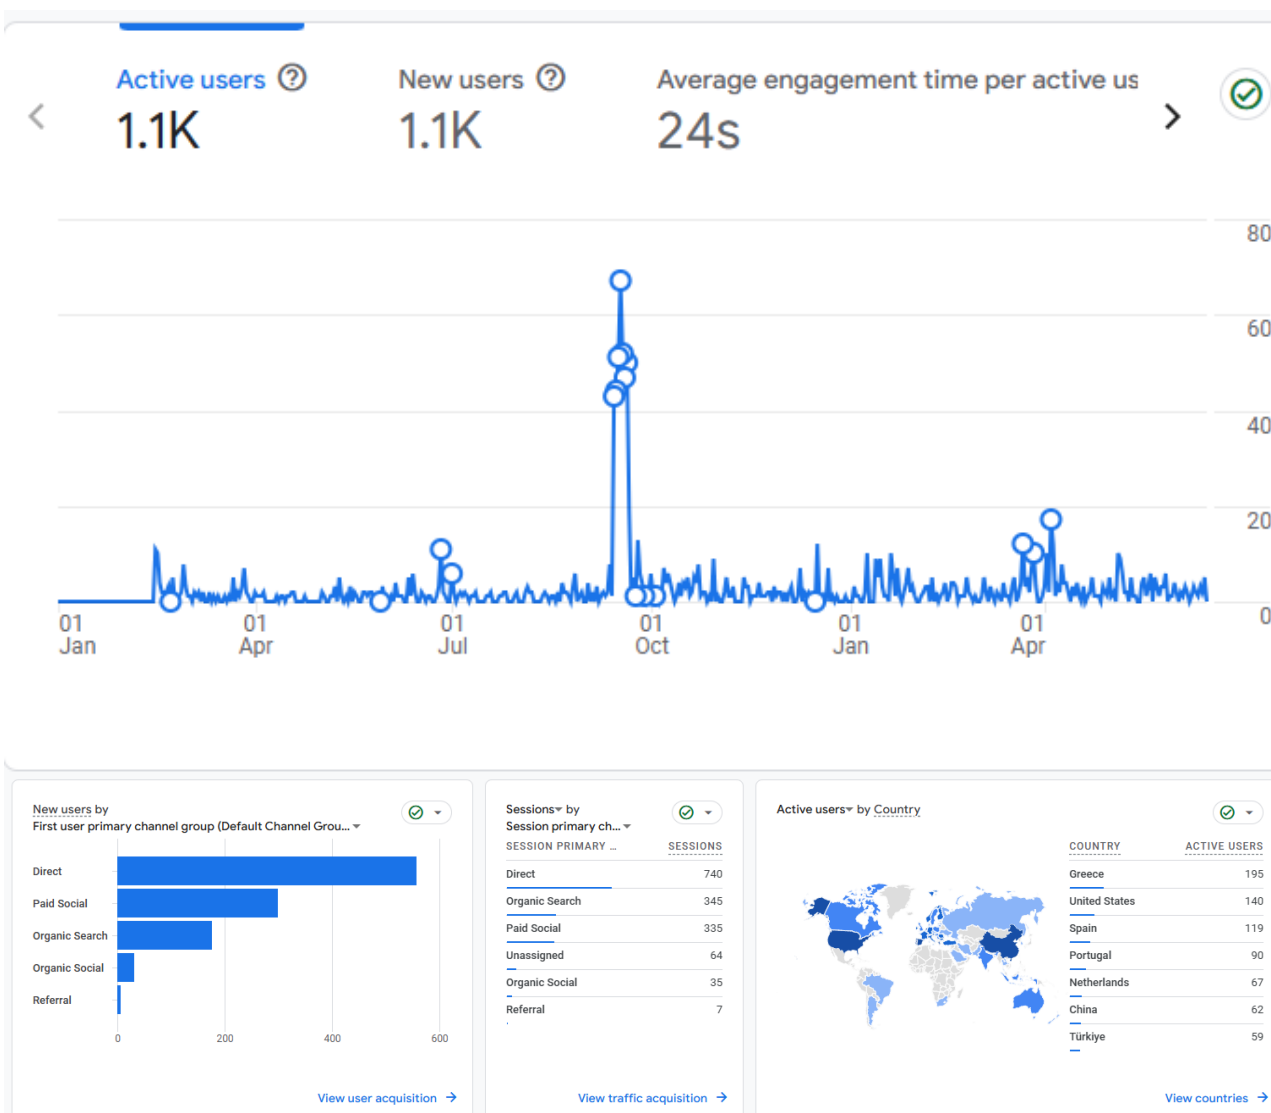 Active users
New users
Average engagement time per active us
1.1K
1.1K
24s
80
60
40
20
0
01 Jan
01 Apr
01 Jul
01 Oct
01 Jan
01 Apr
New users by
First user primary channel group (Default Channel Grou...
Direct
Paid Social
Organic Search
Organic Social
Referral
0 200 400 600
View user acquisition
Sessions by
Session primary ch...
SESSION PRIMARY ... SESSIONS
Direct 740
Organic Search 345
Paid Social 335
Unassigned 64
Organic Social 35
Referral 7
View traffic acquisition
Active users by Country
COUNTRY ACTIVE USERS
Greece 195
United States 140
Spain 119
Portugal 90
Netherlands 67
China 62
Türkiye 59
View countries